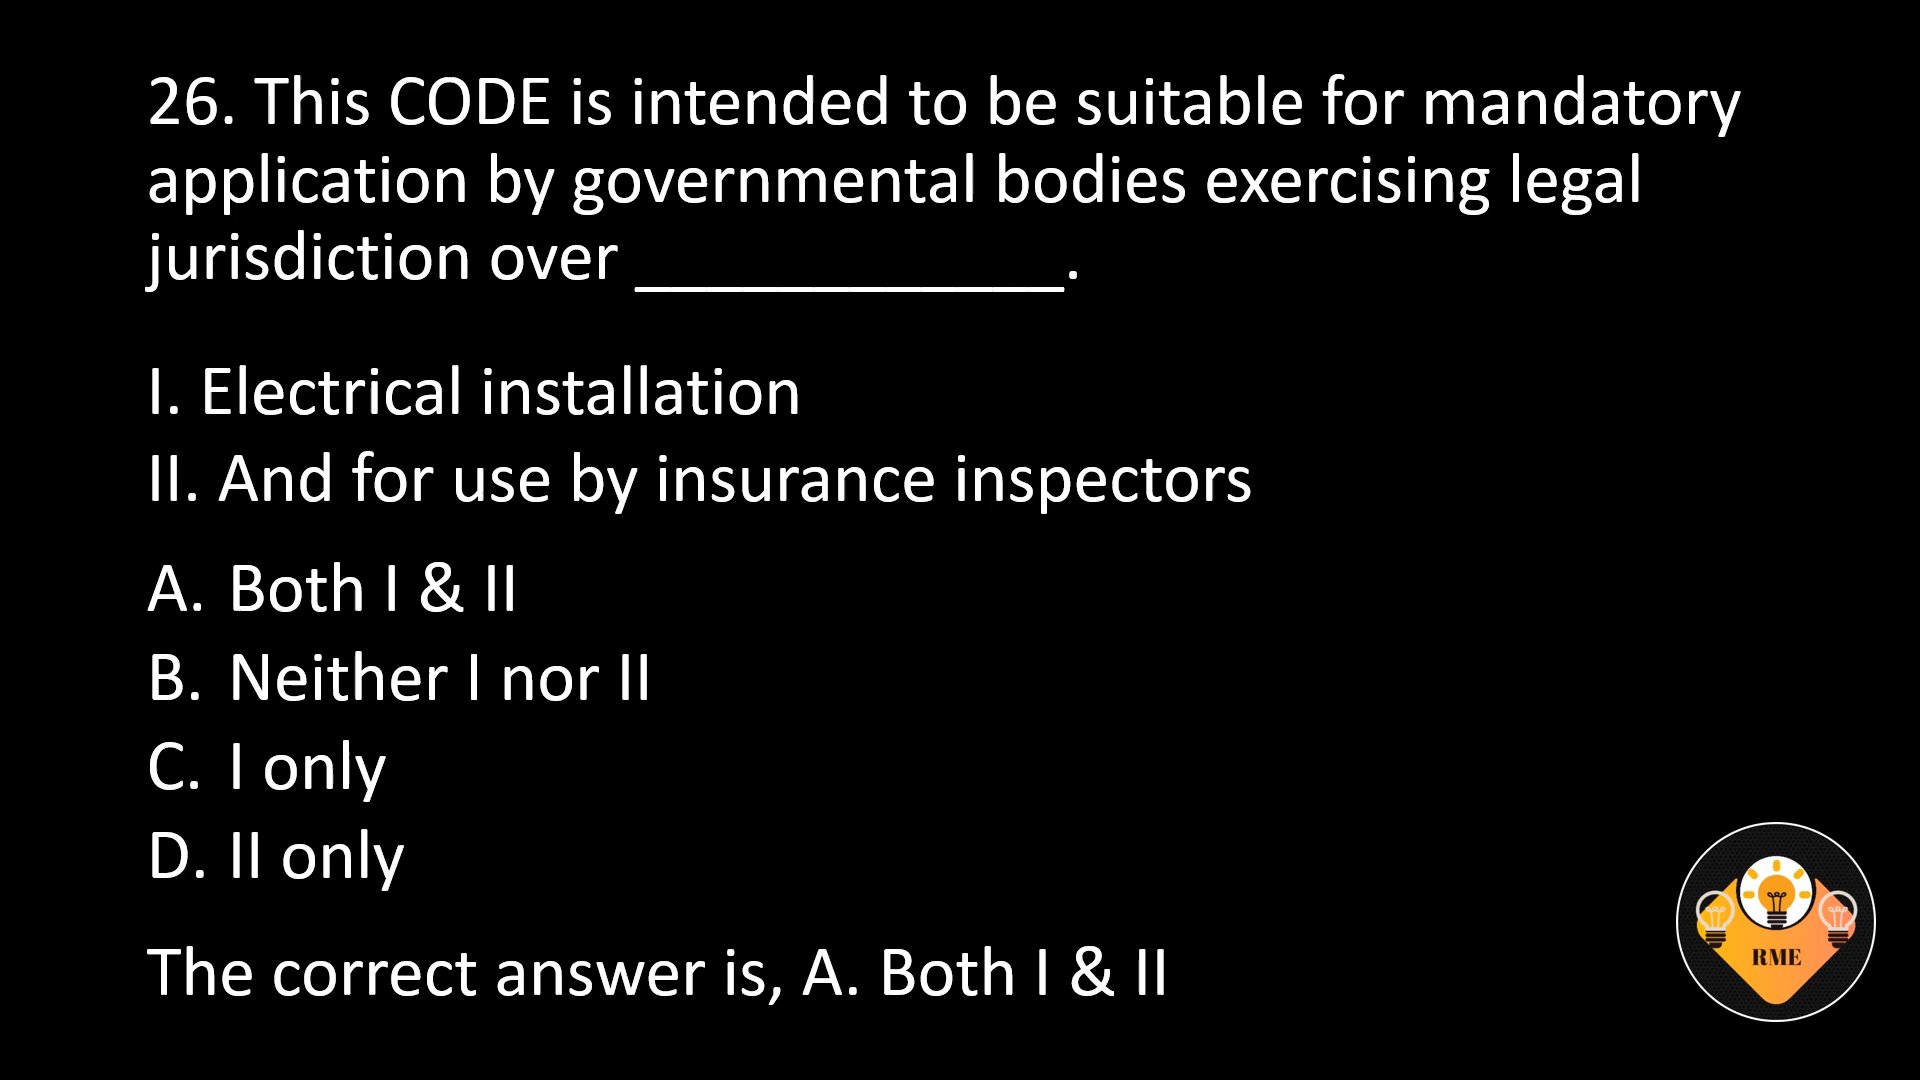 26. This CODE is intended to be suitable for mandatory
application by governmental bodies exercising legal
jurisdiction over ____________.
I. Electrical installation
II. And for use by insurance inspectors
A. Both I & II
B. Neither I nor II
C. I only
D. II only
The correct answer is, A. Both I & II
RME